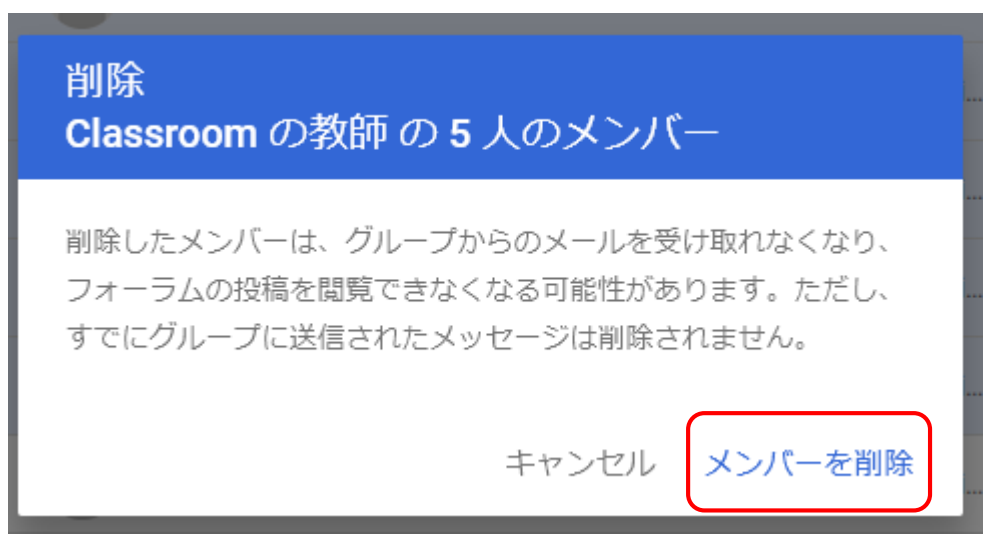 削除
Classroom の教師 の 5 人のメンバー
削除したメンバーは、グループからのメールを受け取れなくなり、
フォーラムの投稿を閲覧できなくなる可能性があります。ただし、
すでにグループに送信されたメッセージは削除されません。
キャンセル メンバーを削除